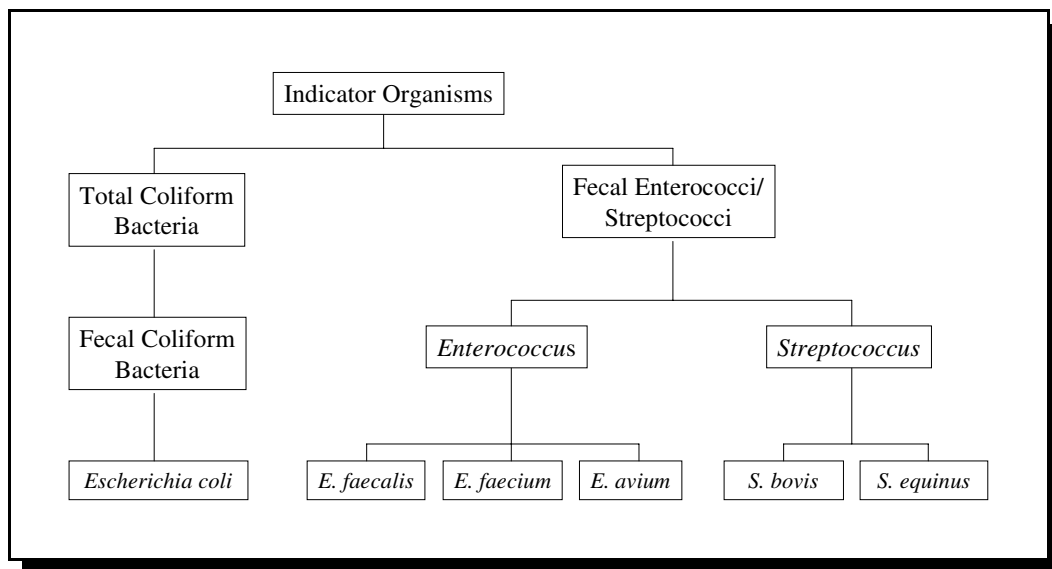 Indicator Organisms
Total Coliform
Bacteria
Fecal Enterococci/
Streptococci
Fecal Coliform
Bacteria
Enterococcus
Streptococcus
Escherichia coli
E. faecalis
E. faecium
E. avium
S. bovis
S. equinus